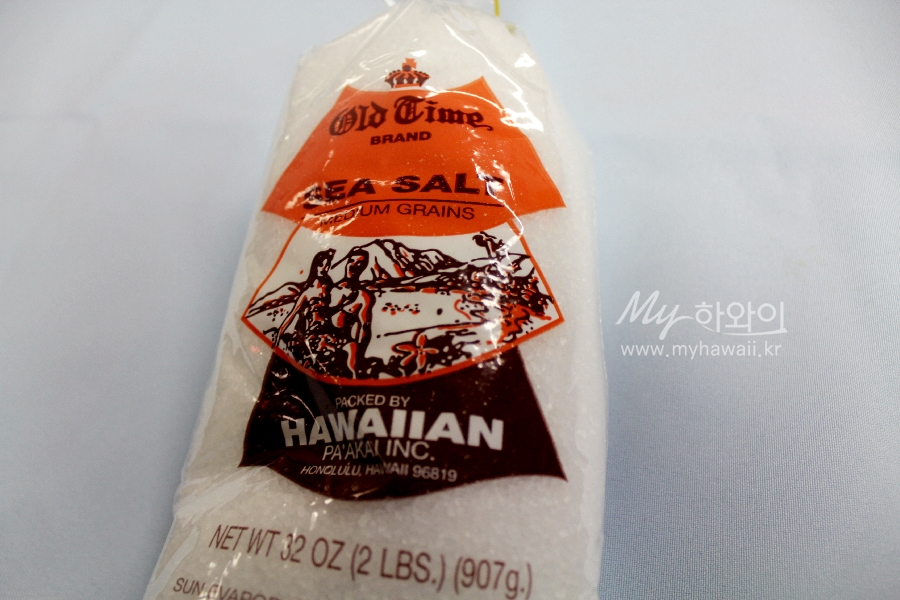 Old Time
BRAND
SEA SALT
MEDIUM GRAINS
PACKED BY
HAWAIIAN
PA'AKAI INC.
HONOLULU, HAWAII 96819
NET WT 32 OZ (2 LBS.) (907g.)
My 하와이
www.myhawaii.kr